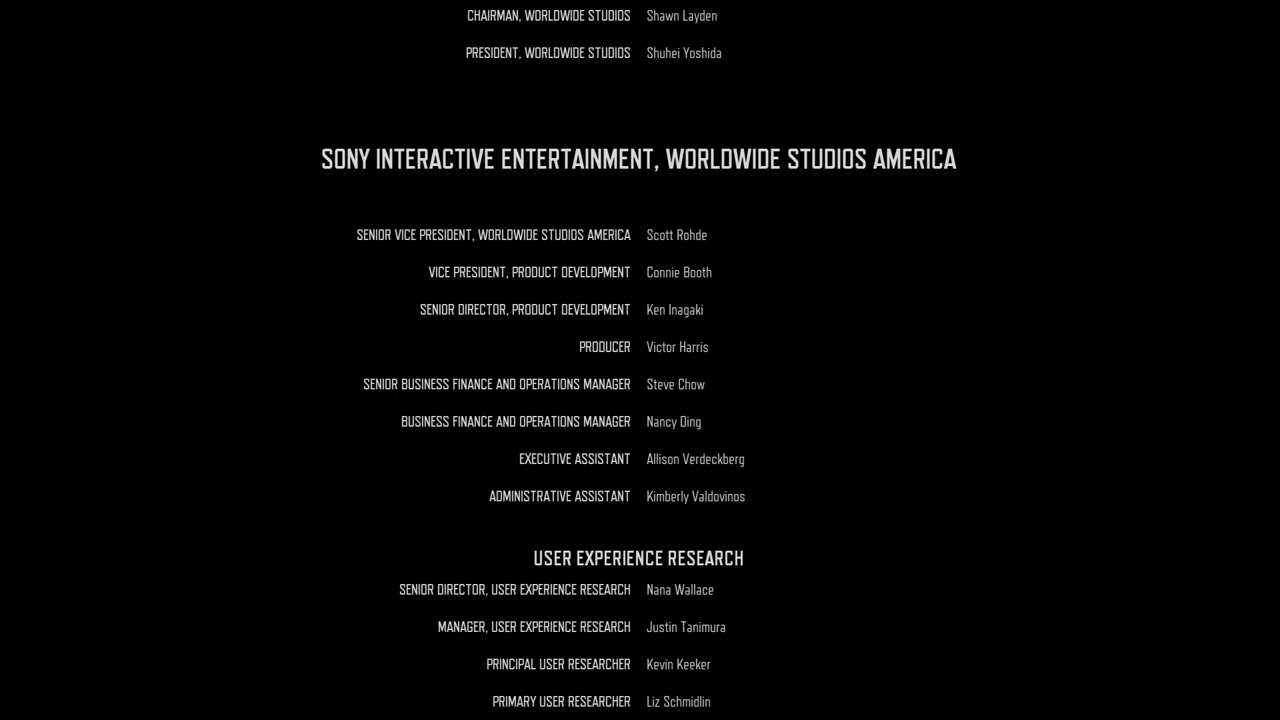 CHAIRMAN, WORLDWIDE STUDIOS Shawn Layden
PRESIDENT, WORLDWIDE STUDIOS Shuhei Yoshida
SONY INTERACTIVE ENTERTAINMENT, WORLDWIDE STUDIOS AMERICA
SENIOR VICE PRESIDENT, WORLDWIDE STUDIOS AMERICA Scott Rohde
VICE PRESIDENT, PRODUCT DEVELOPMENT Connie Booth
SENIOR DIRECTOR, PRODUCT DEVELOPMENT Ken Inagaki
PRODUCER Victor Harris
SENIOR BUSINESS FINANCE AND OPERATIONS MANAGER Steve Chow
BUSINESS FINANCE AND OPERATIONS MANAGER Nancy Ding
EXECUTIVE ASSISTANT Allison Verdeckberg
ADMINISTRATIVE ASSISTANT Kimberly Valdovinos
USER EXPERIENCE RESEARCH
SENIOR DIRECTOR, USER EXPERIENCE RESEARCH Nana Wallace
MANAGER, USER EXPERIENCE RESEARCH Justin Tanimura
PRINCIPAL USER RESEARCHER Kevin Keeker
PRIMARY USER RESEARCHER Liz Schmidlin